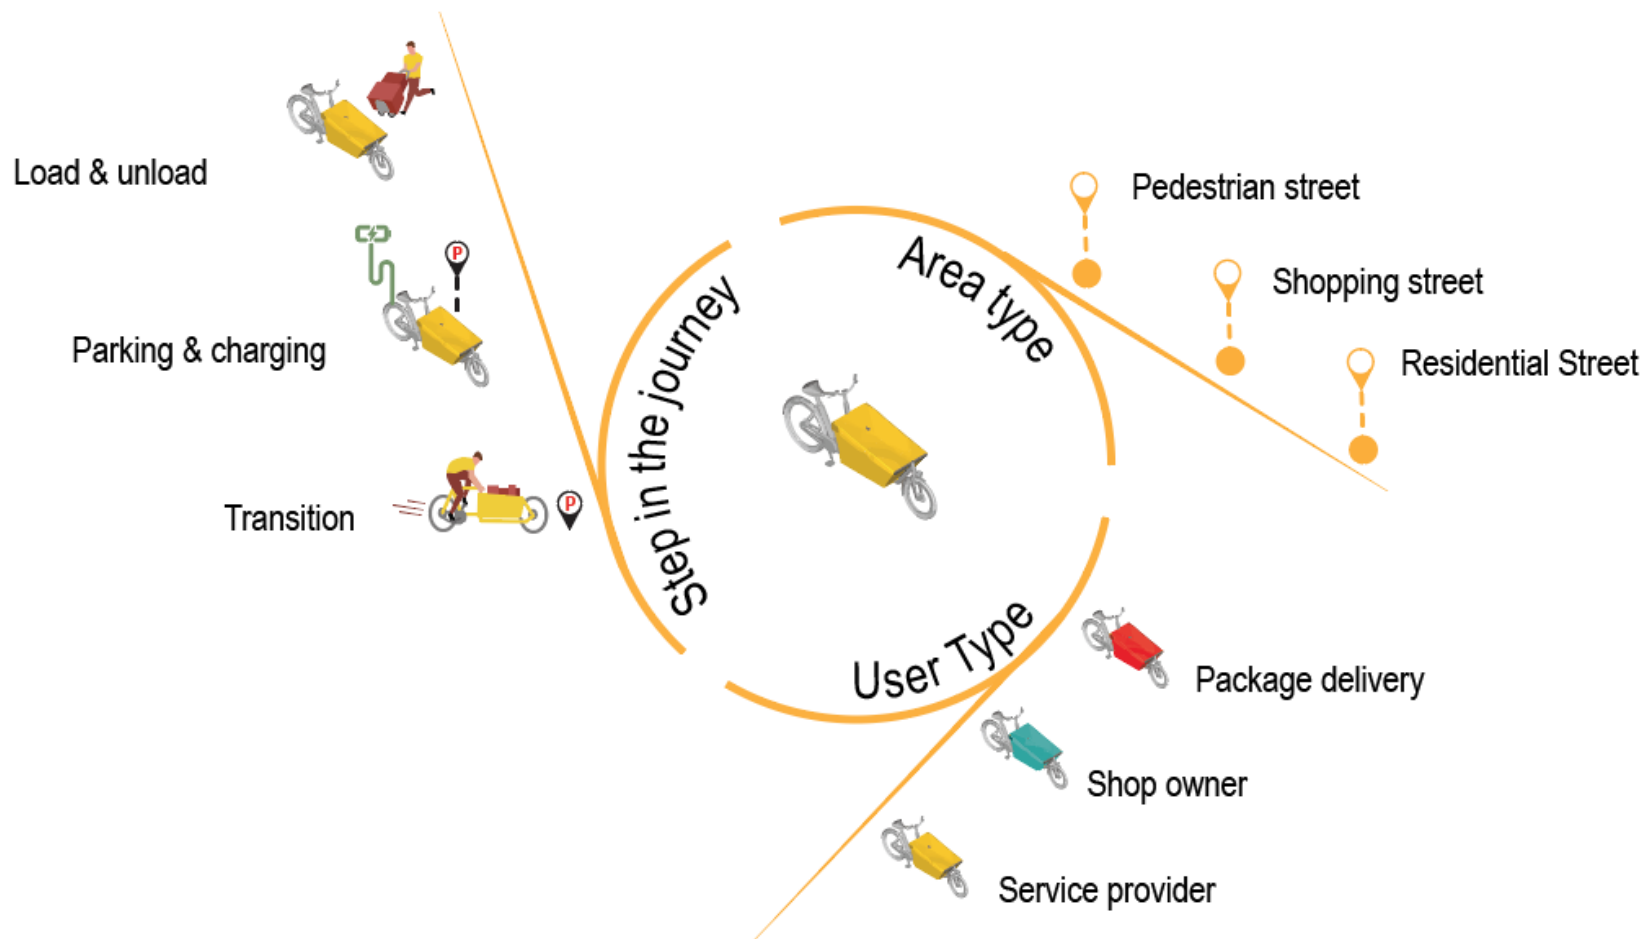 Load & unload
P
Parking & charging
Transition
P
Step in the journey
Area type
Pedestrian street
Shopping street
Residential Street
User Type
Package delivery
Shop owner
Service provider